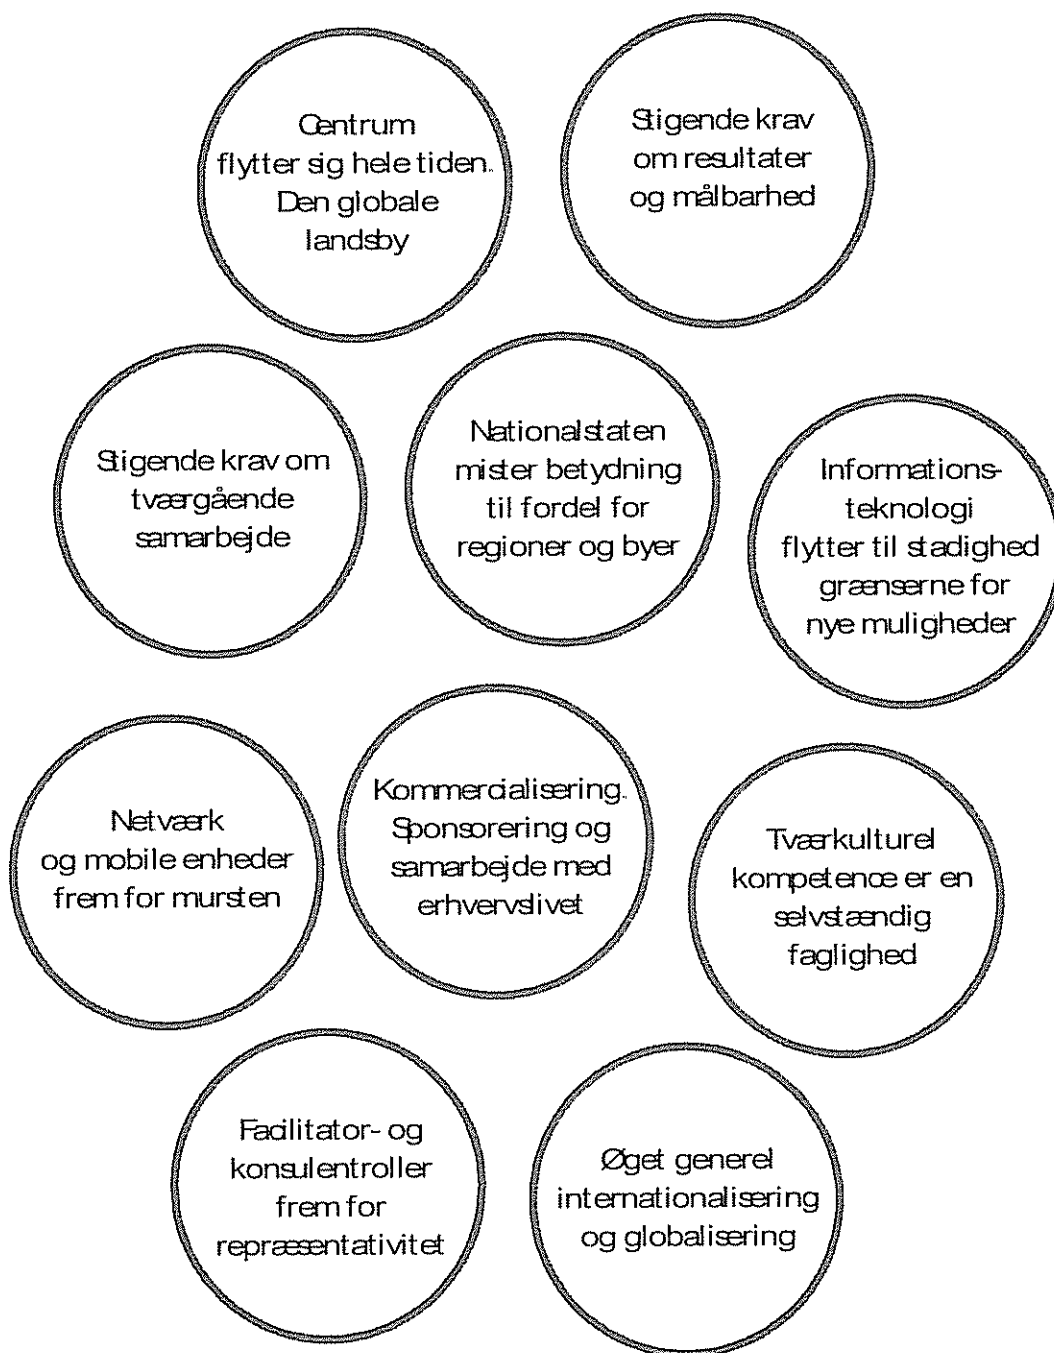 Centrum
flytter sig hele tiden.
Den globale
landsby
Stigende krav
om resultater
og målbarhed
Stigende krav om
tværgående
samarbejde
Nationalstaten
mister betydning
til fordel for
regioner og byer
Informations-
teknologi
flytter til stadighed
grænserne for
nye muligheder
Netværk
og mobile enheder
frem for mursten
Kommercialisering.
Sponsorering og
samarbejde med
erhvervslivet
Tværkulturel
kompetence er en
selvstændig
faglighed
Facilitator- og
konsulentroller
frem for
repræsentativitet
Øget generel
internationalisering
og globalisering